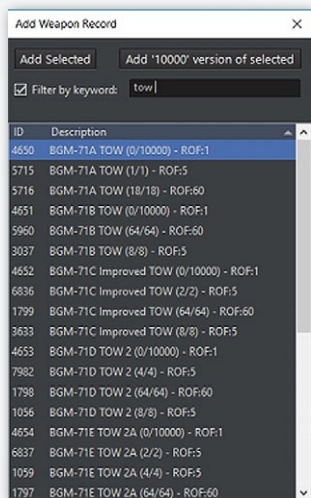 Add Weapon Record
Add Selected Add '10000' version of selected
Filter by keyword: tow
ID Description
4650 BGM-71A TOW (0/10000) - ROF:1
5715 BGM-71A TOW (1/1) - ROF:5
5716 BGM-71A TOW (18/18) - ROF:60
4651 BGM-71B TOW (0/10000) - ROF:1
5960 BGM-71B TOW (64/64) - ROF:60
3037 BGM-71B TOW (8/8) - ROF:5
4652 BGM-71C Improved TOW (0/10000) - ROF:1
6836 BGM-71C Improved TOW (2/2) - ROF:5
1799 BGM-71C Improved TOW (64/64) - ROF:60
3633 BGM-71C Improved TOW (8/8) - ROF:5
4653 BGM-71D TOW 2 (0/10000) - ROF:1
7982 BGM-71D TOW 2 (4/4) - ROF:5
1798 BGM-71D TOW 2 (64/64) - ROF:60
1056 BGM-71D TOW 2 (8/8) - ROF:5
4654 BGM-71E TOW 2A (0/10000) - ROF:1
6837 BGM-71E TOW 2A (2/2) - ROF:5
1059 BGM-71E TOW 2A (4/4) - ROF:5
1797 BGM-71E TOW 2A (64/64) - ROF:60